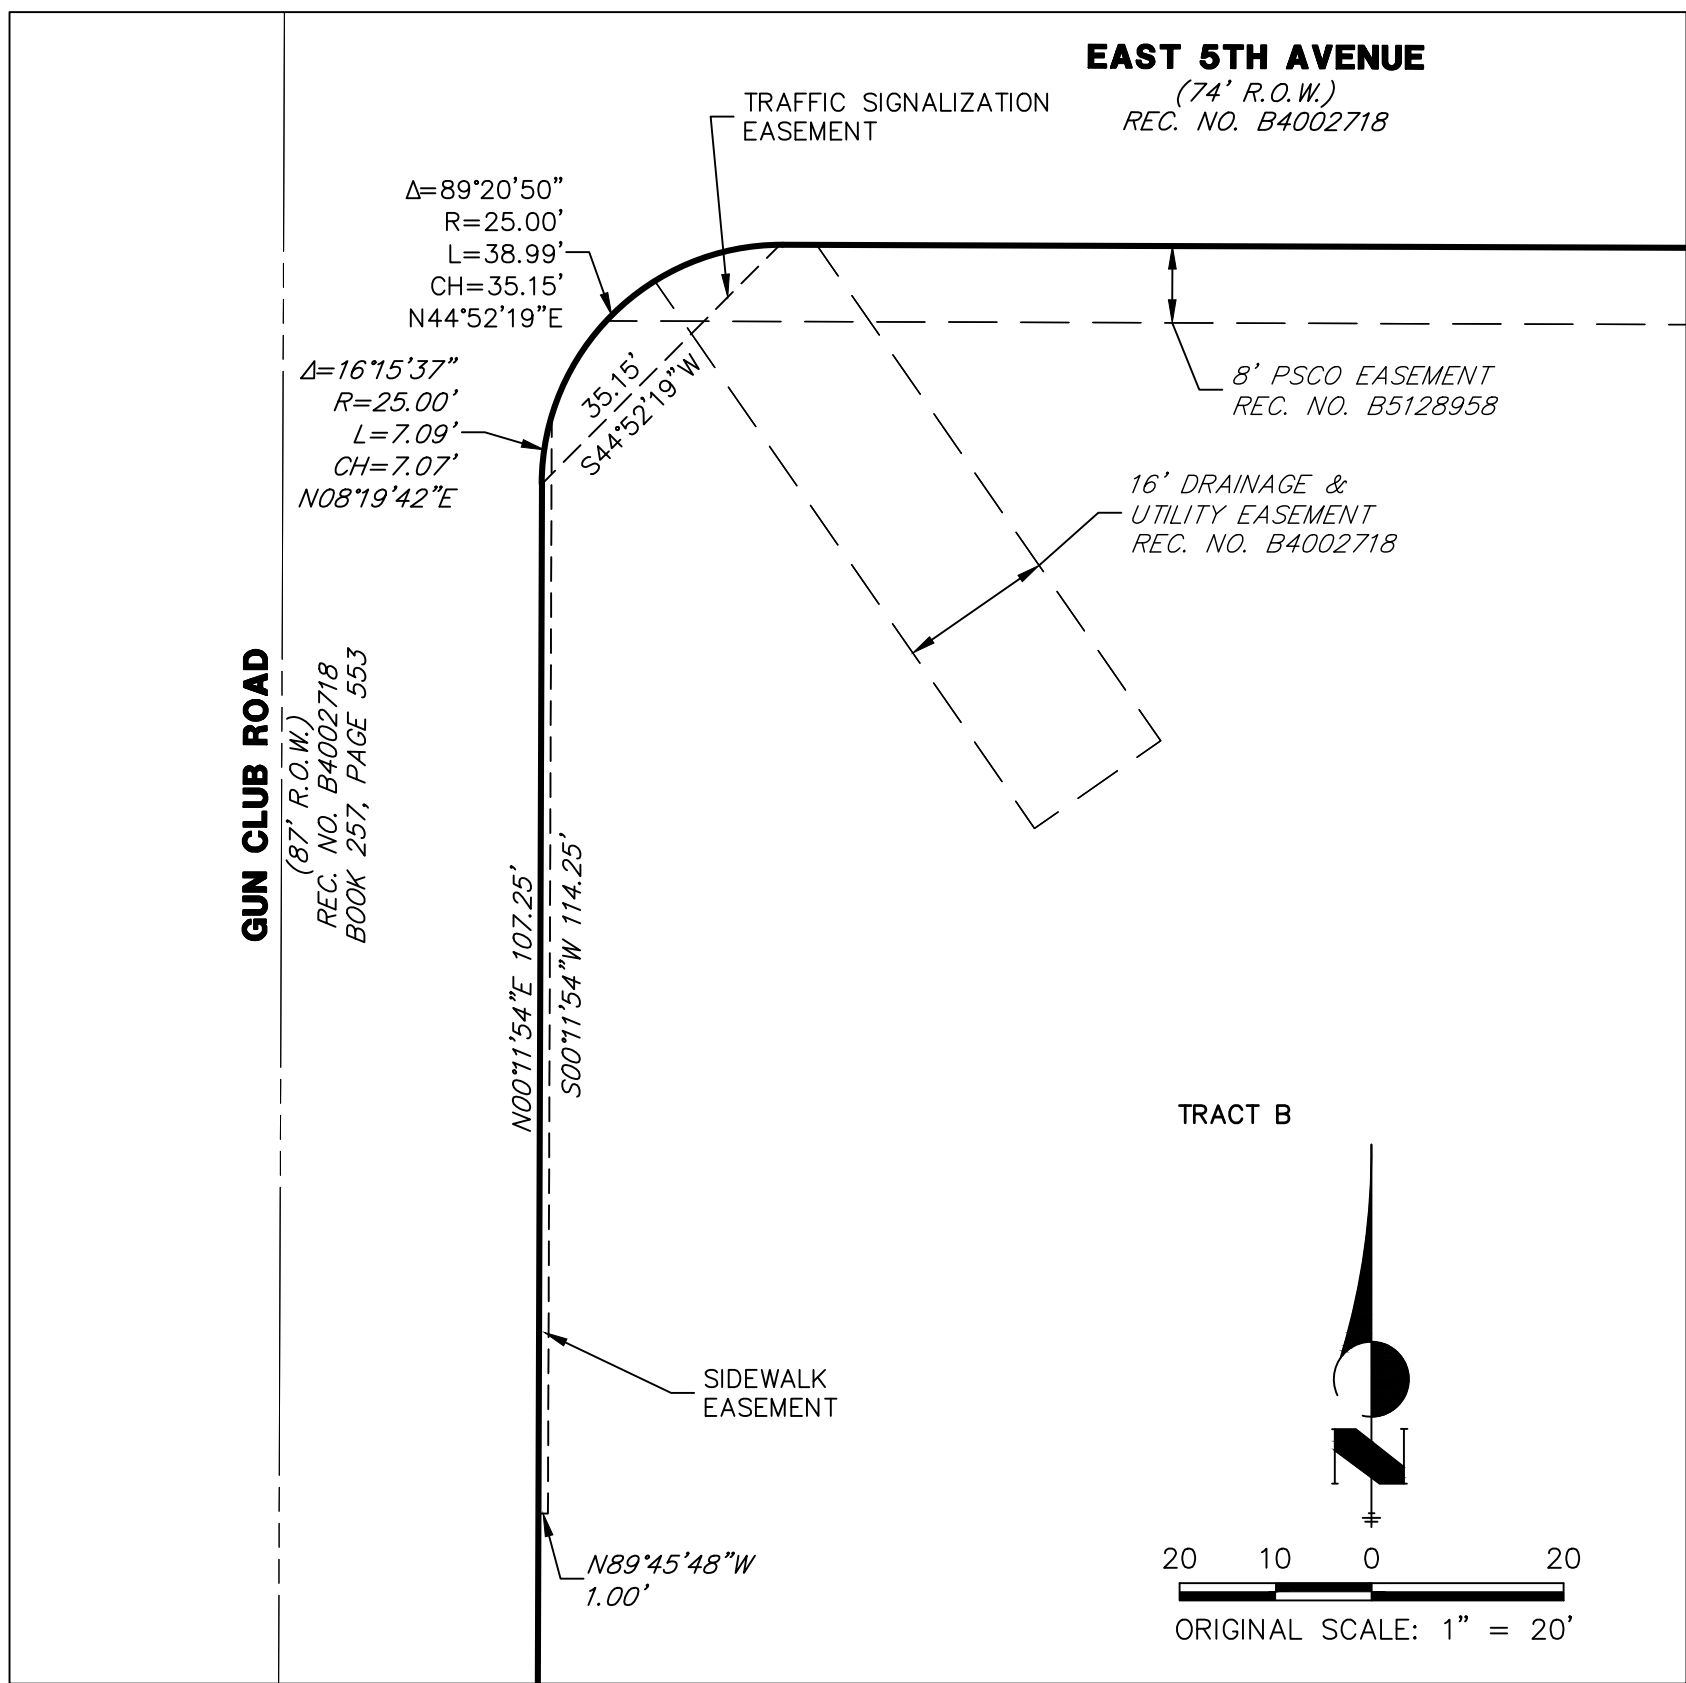 EAST 5TH AVENUE
(74' R.O.W.)
REC. NO. B4002718
TRAFFIC SIGNALIZATION
EASEMENT
Δ=89°20'50"
R=25.00'
L=38.99'
CH=35.15'
N44°52'19"E
Δ=16°15'37"
R=25.00'
L=7.09'
CH=7.07'
N08°19'42"E
35.15'
S44°52'19"W
8' PSCO EASEMENT
REC. NO. B5128958
16' DRAINAGE &
UTILITY EASEMENT
REC. NO. B4002718
GUN CLUB ROAD
(87' R.O.W.)
REC. NO. B4002718
BOOK 257, PAGE 553
N00°11'54"E 107.25'
S00°11'54"W 114.25'
TRACT B
SIDEWALK
EASEMENT
N89°45'48"W
1.00'
N
20 10 0 20
ORIGINAL SCALE: 1" = 20'